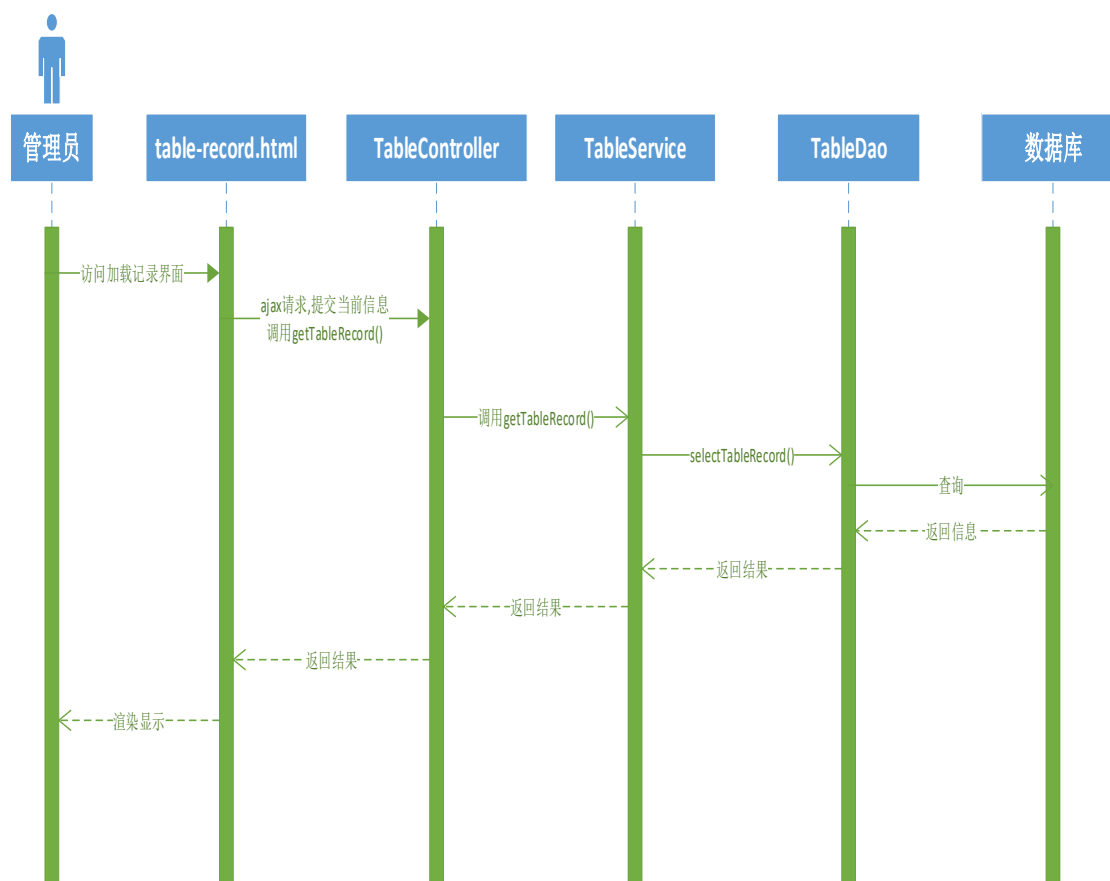 管理员
table-record.html
TableController
TableService
TableDao
数据库
访问加载记录界面
ajax请求,提交当前信息
调用getTableRecord()
调用getTableRecord()
selectTableRecord()
查询
返回信息
返回结果
返回结果
返回结果
渲染显示